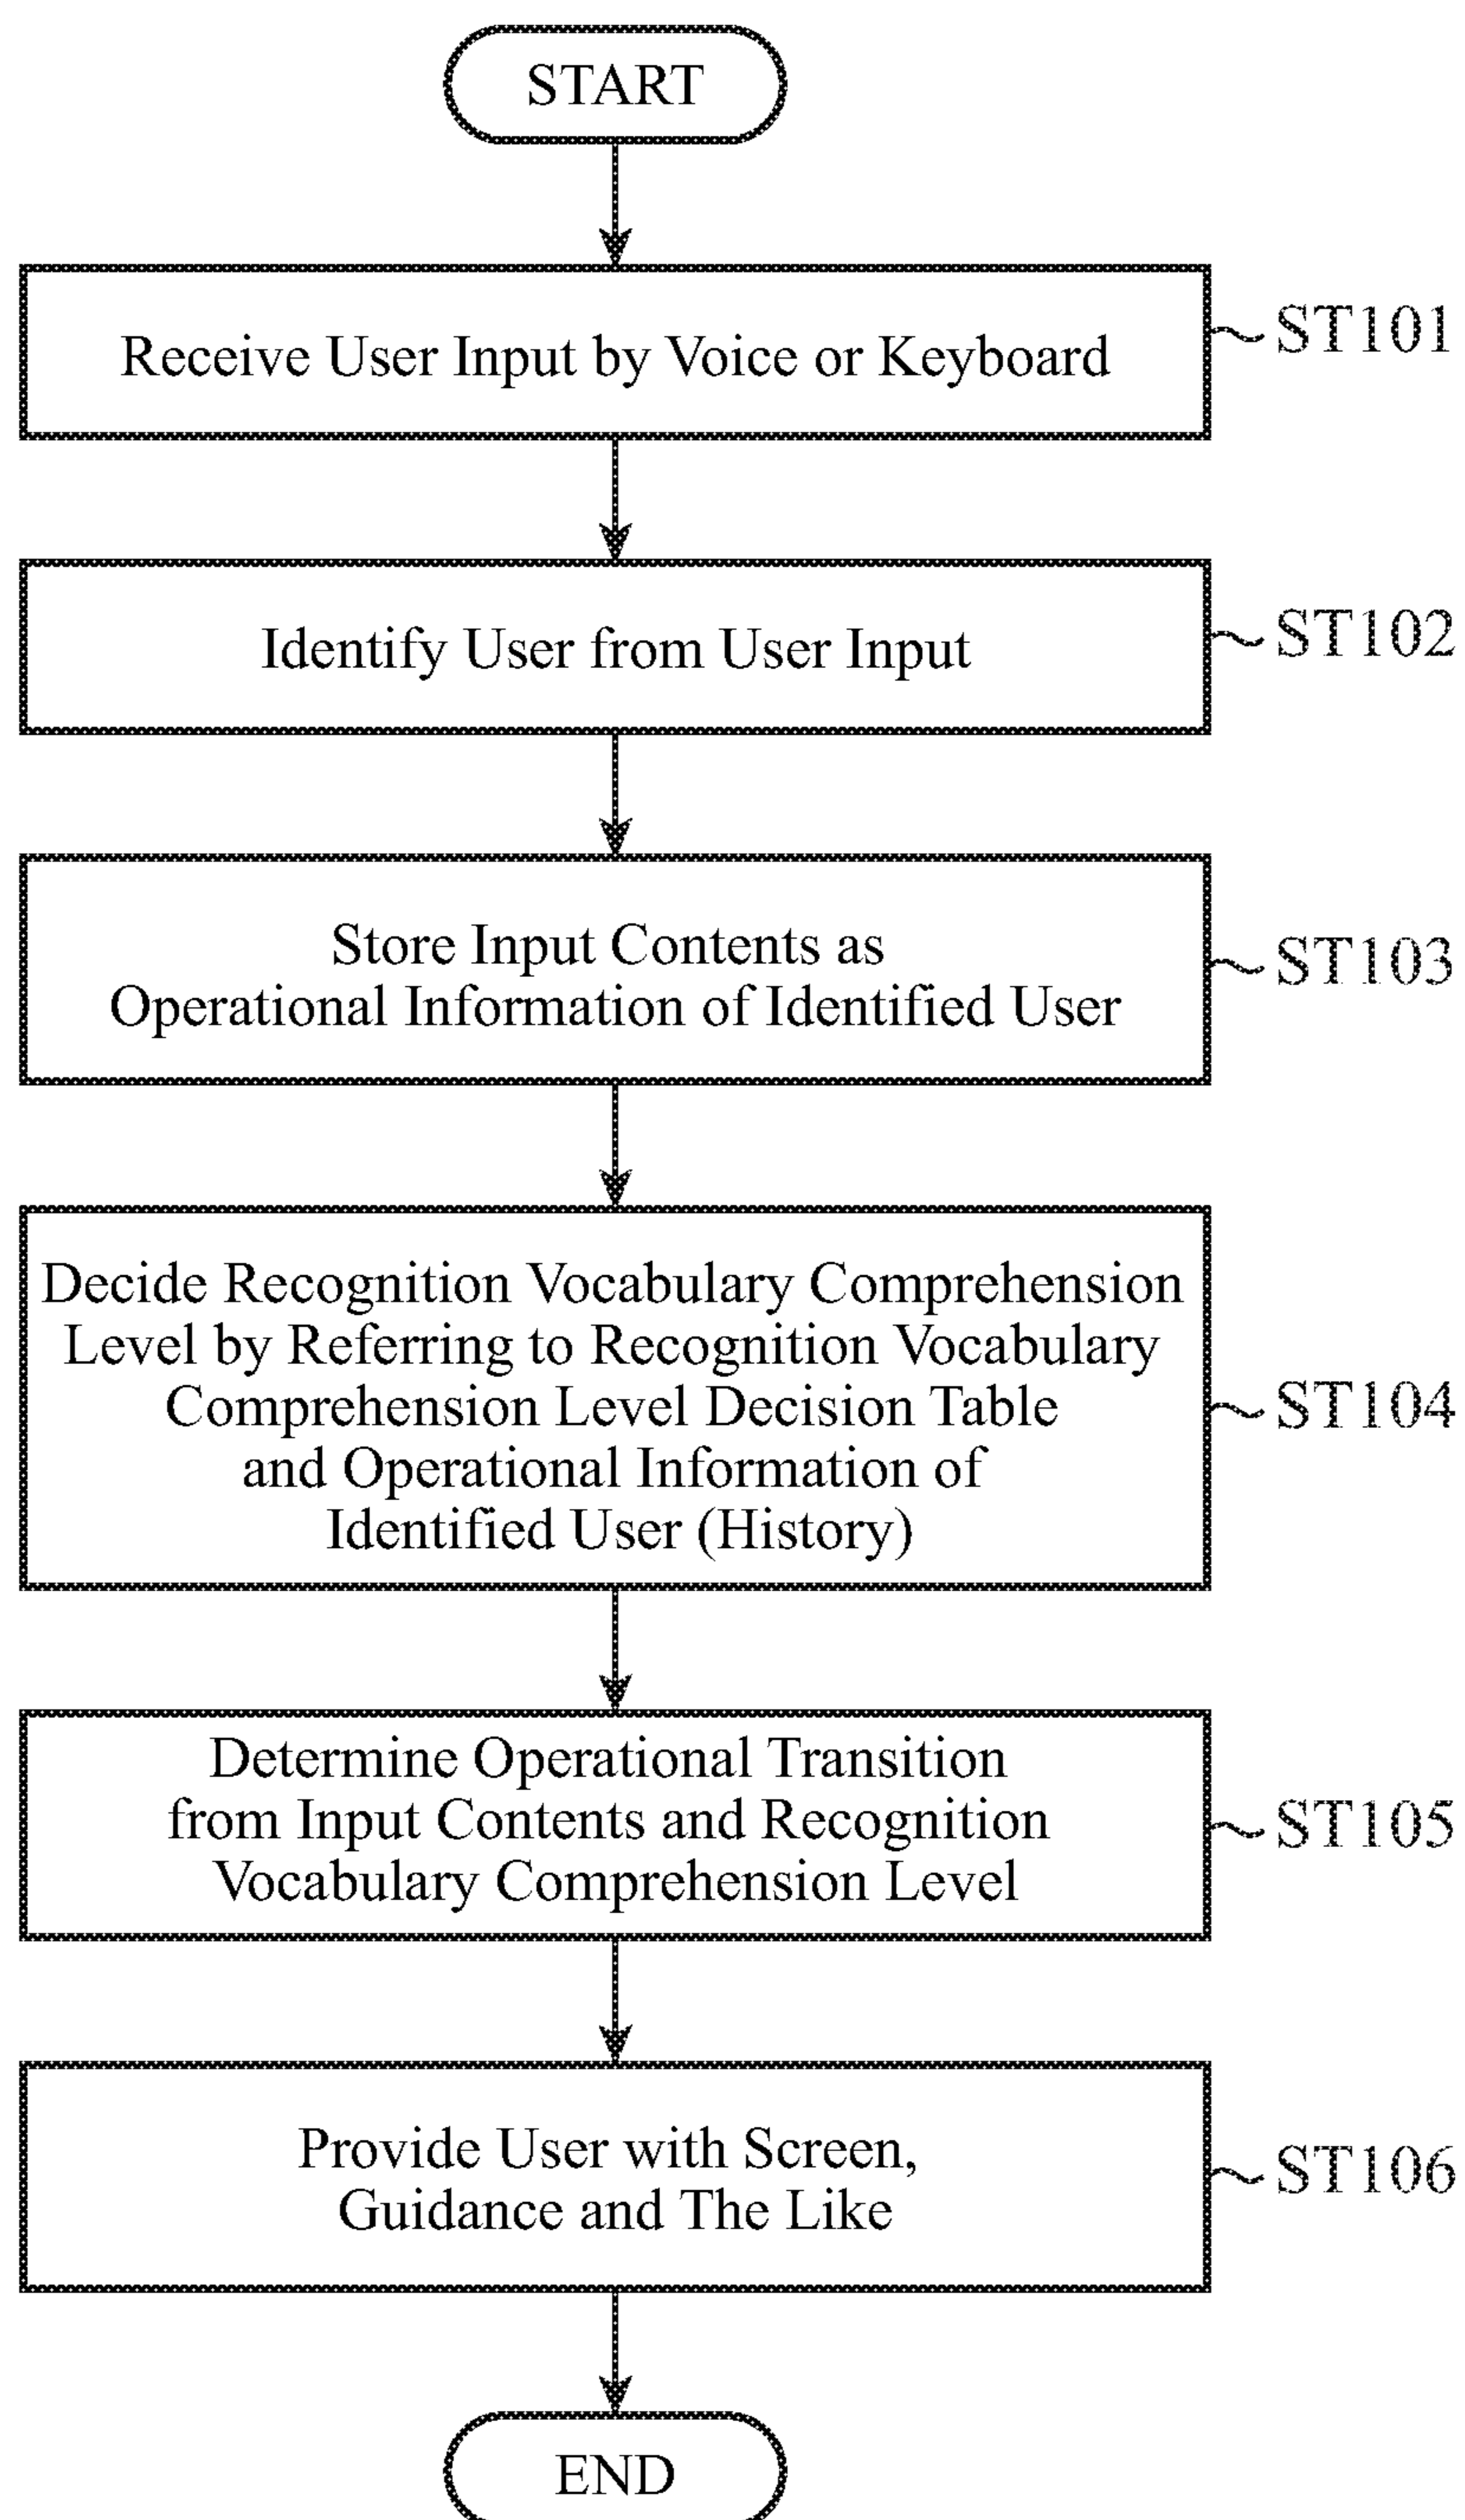 START
Receive User Input by Voice or Keyboard
ST101
Identify User from User Input
ST102
Store Input Contents as
Operational Information of Identified User
ST103
Decide Recognition Vocabulary Comprehension
Level by Referring to Recognition Vocabulary
Comprehension Level Decision Table
and Operational Information of
Identified User (History)
ST104
Determine Operational Transition
from Input Contents and Recognition
Vocabulary Comprehension Level
ST105
Provide User with Screen,
Guidance and The Like
ST106
END